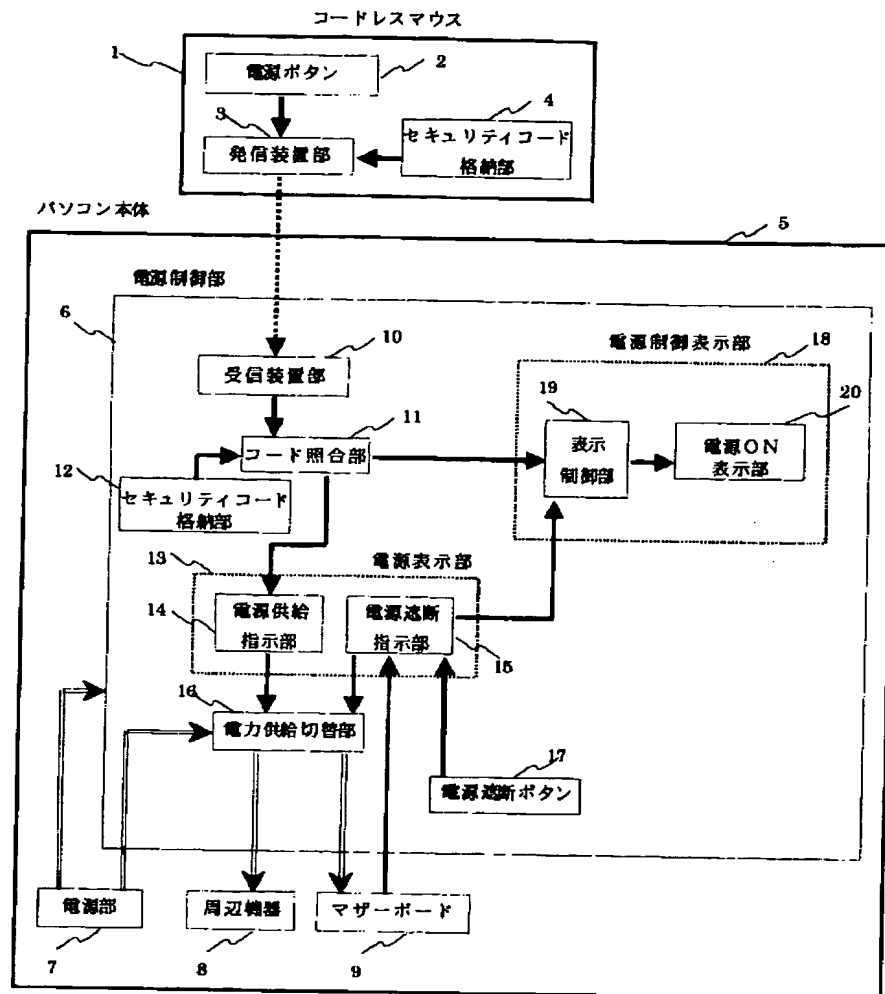 コードレスマウス
1
電源ボタン
2
3
4
発信装置部
セキュリティコード
格納部
パソコン本体
5
電源制御部
6
10
電源制御表示部
18
受信装置部
19
20
11
コード照合部
表示
制御部
電源ON
表示部
12
セキュリティコード
格納部
13
電源表示部
14
電源供給
指示部
電源遮断
指示部
15
16
電力供給切替部
17
電源遮断ボタン
電源部
周辺機器
マザーボード
7
8
9